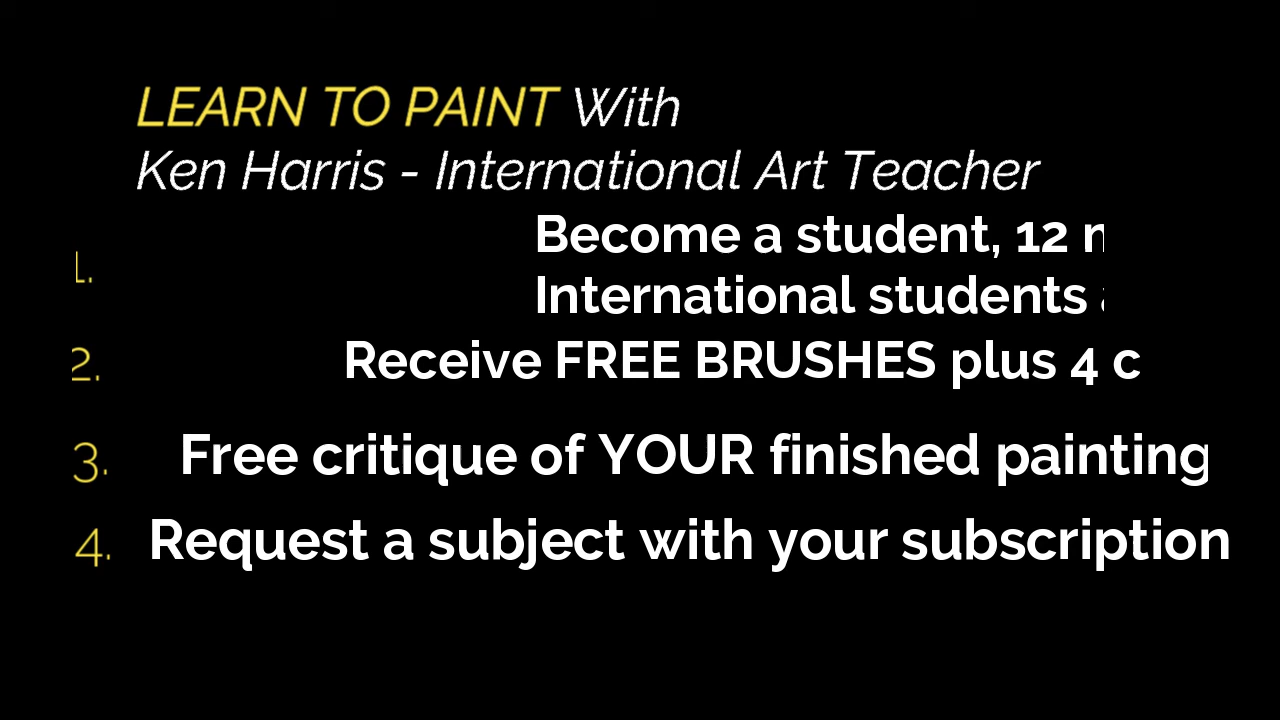 LEARN TO PAINT With
Ken Harris - International Art Teacher
1. Become a student, 12
International students
2. Receive FREE BRUSHES plus 4 c
3. Free critique of YOUR finished painting
4. Request a subject with your subscription